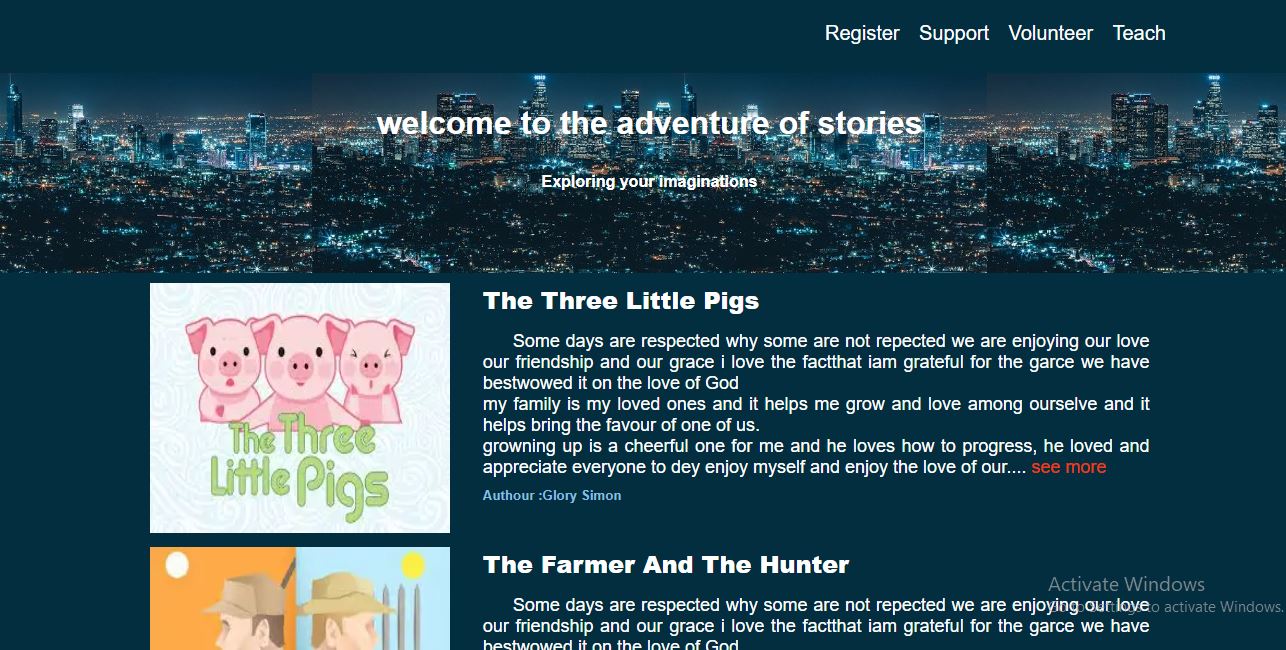 Register Support Volunteer Teach
welcome to the adventure of stories
Exploring your imaginations
The Three Little Pigs
The Three
Little Pigs
Some days are respected why some are not repected we are enjoying our love
our friendship and our grace i love the factthat iam grateful for the garce we have
bestwowed it on the love of God
my family is my loved ones and it helps me grow and love among ourselve and it
helps bring the favour of one of us.
growning up is a cheerful one for me and he loves how to progress, he loved and
appreciate everyone to dey enjoy myself and enjoy the love of our.... see more
Authour :Glory Simon
The Farmer And The Hunter
Some days are respected why some are not repected we are enjoying our love
our friendship and our grace i love the factthat iam grateful for the garce we have
bestwowed it on the love of God
Activate Windows
Go to Settings to activate Windows.